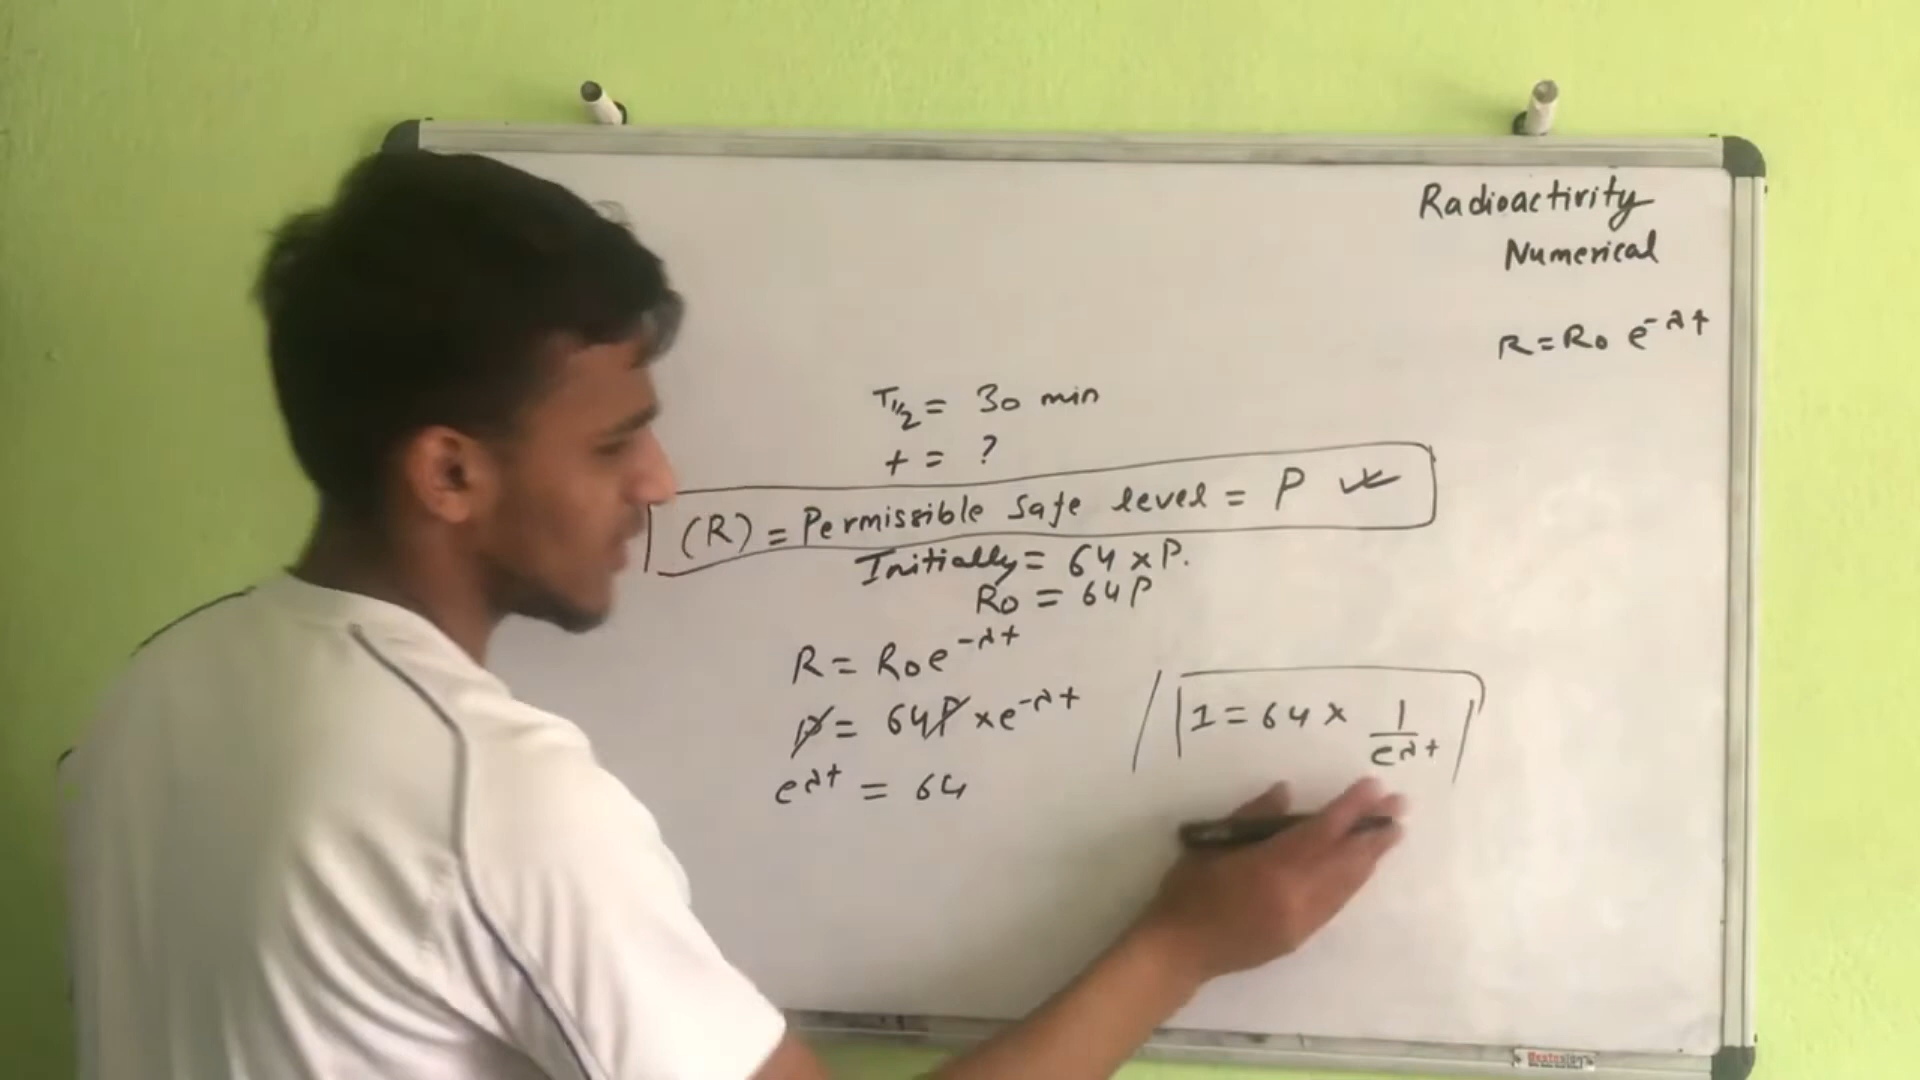 Radioactivity
Numerical
R = R₀ e^-λt
T½ = 30 min
t = ?
(R) = Permissible Safe level = P
Initially = 64 x P.
R₀ = 64P
R = R₀e^-λt
P = 64P x e^-λt
1 = 64 x 1/e^λt
e^λt = 64